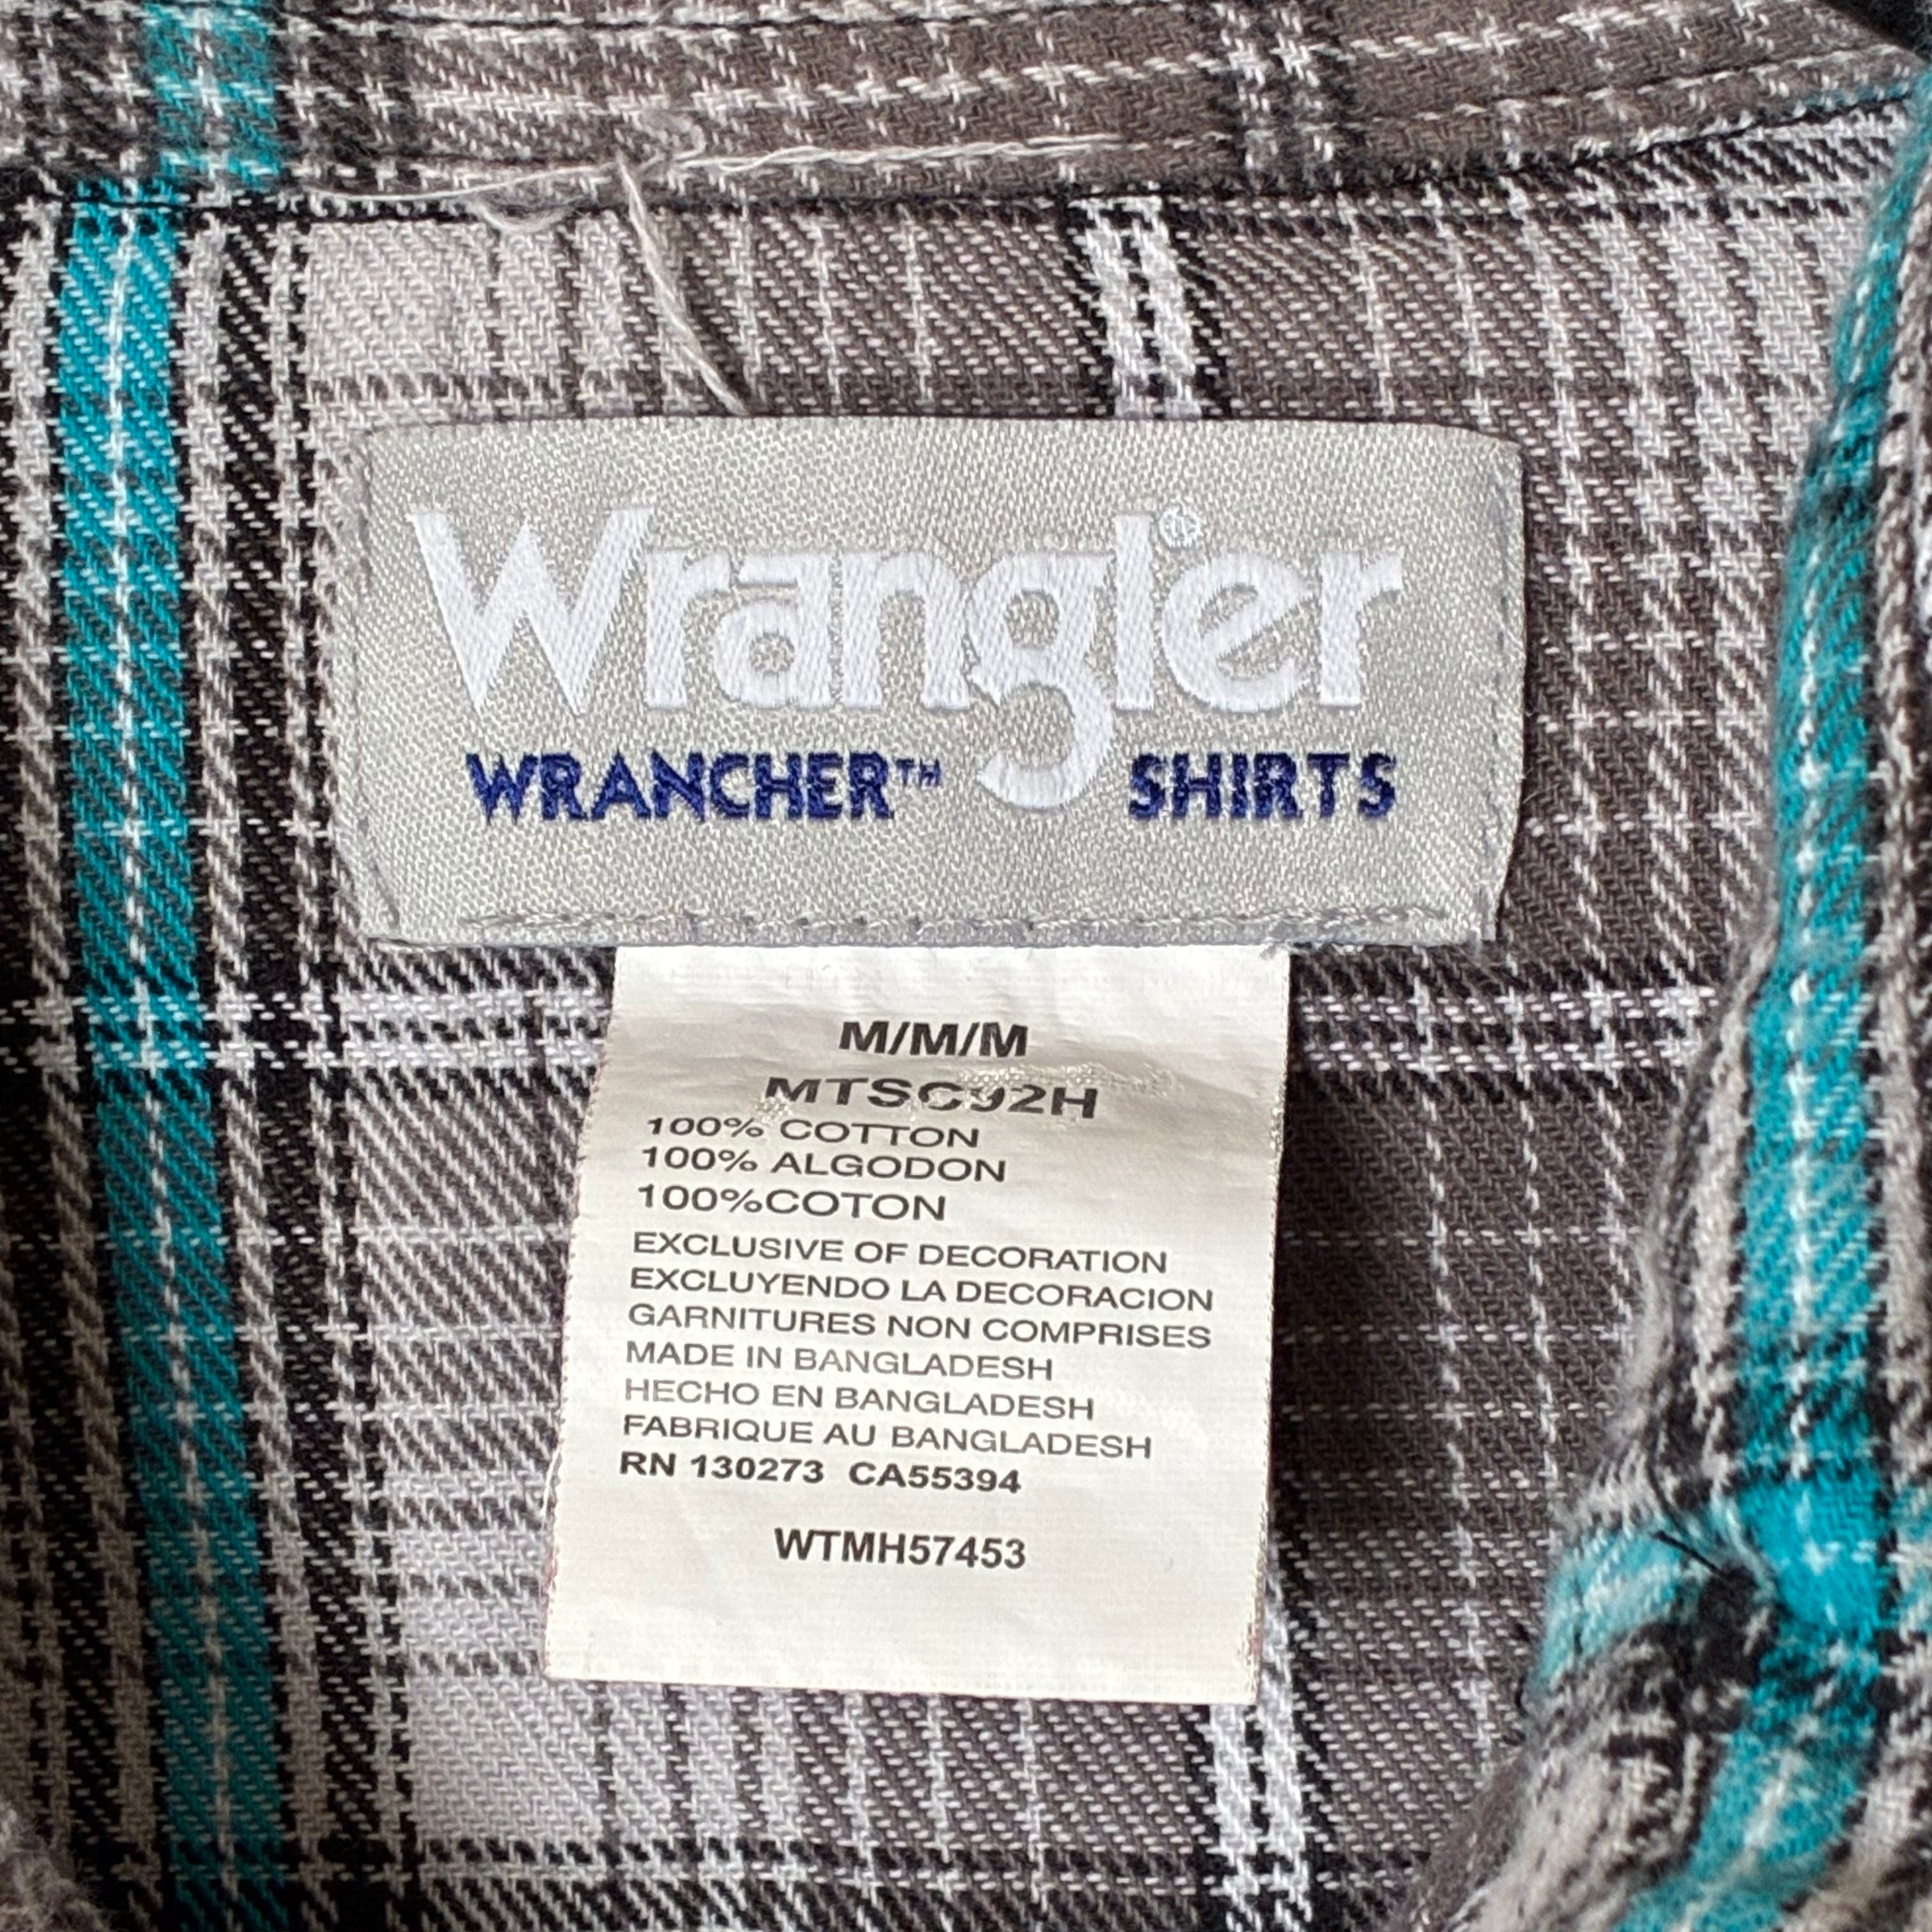 Wrangler®
WRANCHER™ SHIRTS
M/M/M
100% COTTON
100% ALGODON
100%COTON
EXCLUSIVE OF DECORATION
EXCLUYENDO LA DECORACION
GARNITURES NON COMPRISES
MADE IN BANGLADESH
HECHO EN BANGLADESH
FABRIQUE AU BANGLADESH
RN 130273 CA55394
WTMH57453